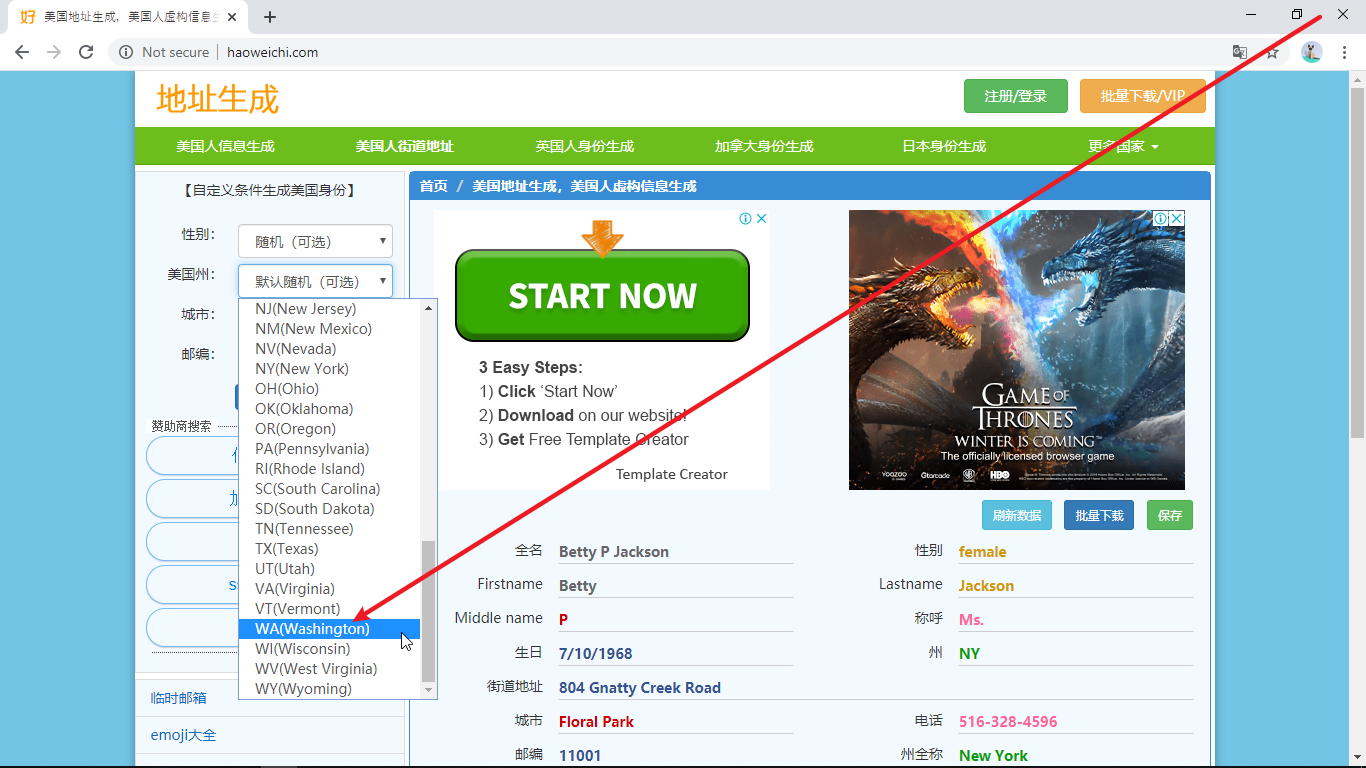 好 美国地址生成，美国人虚构信息生
Not secure haoweichi.com
地址生成
注册/登录 批量下载/VIP
美国人信息生成 美国人街道地址 英国人身份生成 加拿大身份生成 日本身份生成 更多国家
【自定义条件生成美国身份】
性别： 随机（可选）
美国州： 默认随机（可选）
城市：
邮编：
NJ(New Jersey)
NM(New Mexico)
NV(Nevada)
NY(New York)
OH(Ohio)
OK(Oklahoma)
OR(Oregon)
PA(Pennsylvania)
RI(Rhode Island)
SC(South Carolina)
SD(South Dakota)
TN(Tennessee)
TX(Texas)
UT(Utah)
VA(Virginia)
VT(Vermont)
WA(Washington)
WI(Wisconsin)
WV(West Virginia)
WY(Wyoming)
赞助商搜索
临时邮箱
emoji大全
首页 / 美国地址生成，美国人虚构信息生成
START NOW
3 Easy Steps:
1) Click ‘Start Now’
2) Download on our website!
3) Get Free Template Creator
Template Creator
GAME OF
THRONES
WINTER IS COMING™
The officially licensed browser game
YOOZOO GAMES Gtarcade HBO
刷新数据 批量下载 保存
全名 Betty P Jackson 性别 female
Firstname Betty Lastname Jackson
Middle name P 称呼 Ms.
生日 7/10/1968 州 NY
街道地址 804 Gnatty Creek Road
城市 Floral Park 电话 516-328-4596
邮编 11001 州全称 New York